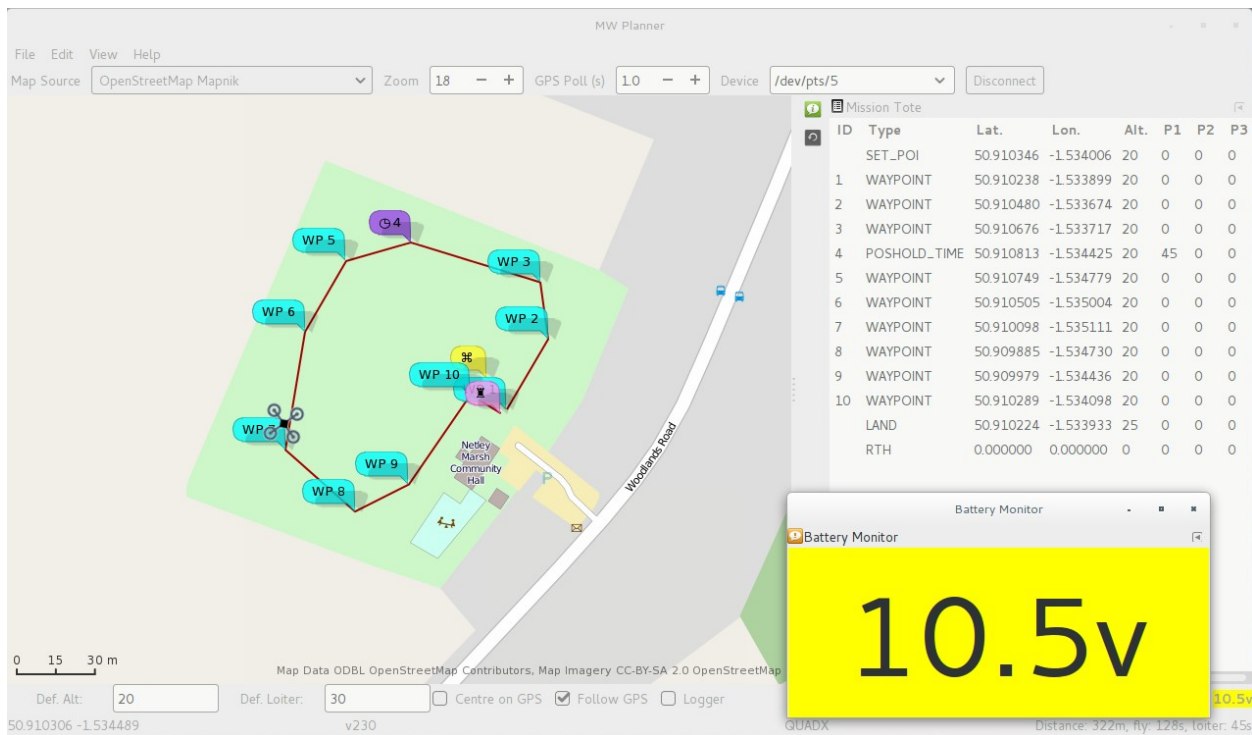 MW Planner
File Edit View Help
Map Source OpenStreetMap Mapnik Zoom 18 - + GPS Poll (s) 1.0 - + Device /dev/pts/5 Disconnect
Mission Tote
ID Type Lat. Lon. Alt. P1 P2 P3
SET_POI 50.910346 -1.534006 20 0 0 0
1 WAYPOINT 50.910238 -1.533899 20 0 0 0
2 WAYPOINT 50.910480 -1.533674 20 0 0 0
3 WAYPOINT 50.910676 -1.533717 20 0 0 0
4 POSHOLD_TIME 50.910813 -1.534425 20 45 0 0
5 WAYPOINT 50.910749 -1.534779 20 0 0 0
6 WAYPOINT 50.910505 -1.535004 20 0 0 0
7 WAYPOINT 50.910098 -1.535111 20 0 0 0
8 WAYPOINT 50.909885 -1.534730 20 0 0 0
9 WAYPOINT 50.909979 -1.534436 20 0 0 0
10 WAYPOINT 50.910289 -1.534098 20 0 0 0
LAND 50.910224 -1.533933 25 0 0 0
RTH 0.000000 0.000000 0 0 0 0
4
WP 5
WP 3
WP 6
WP 2
WP 10
WP 9
WP 8
Netley
Marsh
Community
Hall
P
Woodlands Road
Battery Monitor
Battery Monitor
10.5v
0 15 30 m
Map Data ODBL OpenStreetMap Contributors, Map Imagery CC-BY-SA 2.0 OpenStreetMap
Def. Alt: 20 Def. Loiter: 30 Centre on GPS Follow GPS Logger 10.5v
50.910306 -1.534489 v230 QUADX Distance: 322m, fly: 128s, loiter: 45s